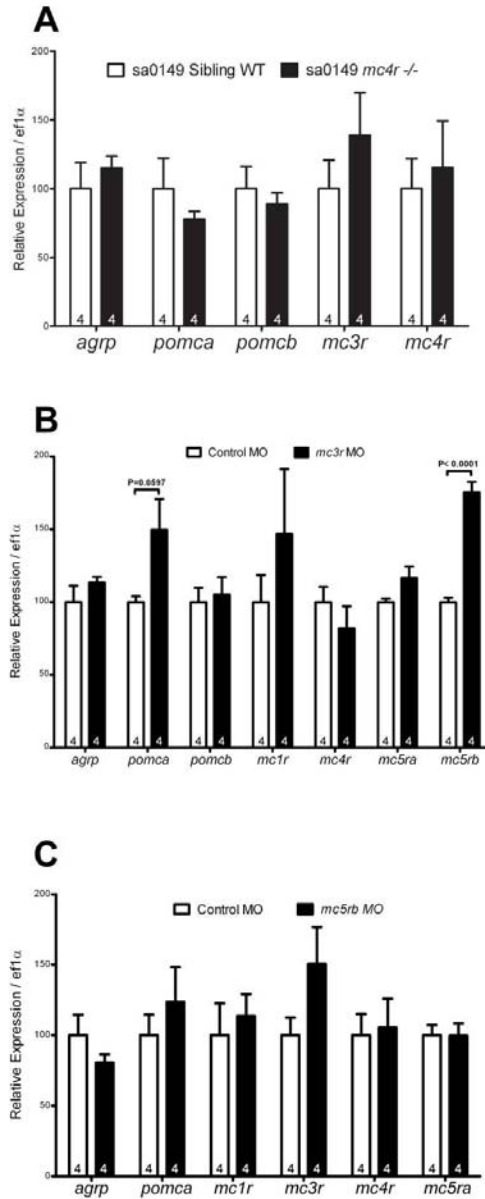 A
200
150
100
50
0
Relative Expression / ef1α
sa0149 Sibling WT sa0149 mc4r -/-
4 4 4 4 4 4 4 4 4 4
agrp pomca pomcb mc3r mc4r
B
200
150
100
50
0
Relative Expression / ef1α
Control MO mc3r MO
P=0.0597
P< 0.0001
4 4 4 4 4 4 4 4 4 4 4 4 4 4
agrp pomca pomcb mc1r mc4r mc5ra mc5rb
C
200
150
100
50
0
Relative Expression / ef1α
Control MO mc5rb MO
4 4 4 4 4 4 4 4 4 4 4 4
agrp pomca mc1r mc3r mc4r mc5ra